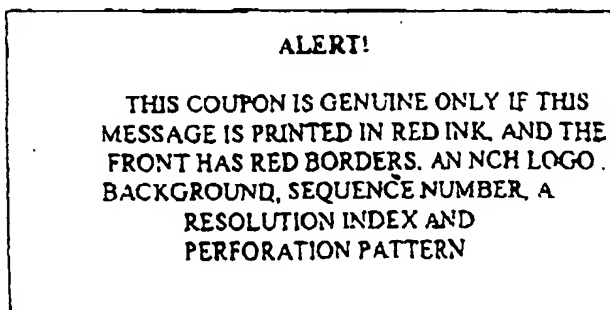 ALERT!
THIS COUPON IS GENUINE ONLY IF THIS
MESSAGE IS PRINTED IN RED INK, AND THE
FRONT HAS RED BORDERS. AN NCH LOGO.
BACKGROUND, SEQUENCE NUMBER, A
RESOLUTION INDEX AND
PERFORATION PATTERN